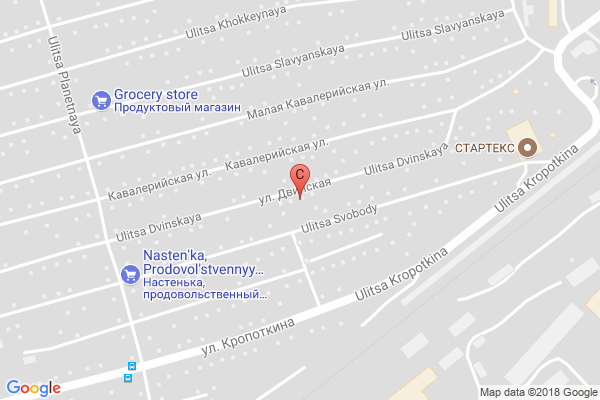 Ulitsa Khokkeynaya
Ulitsa Slavyanskaya
Ulitsa Slavyanskaya
Ulitsa Planetnaya
Grocery store
Продуктовый магазин
Малая Кавалерийская ул.
Кавалерийская ул.
Кавалерийская ул.
СТАРТЕКС
Ulitsa Dvinskaya
C
ул. Двинская
Ulitsa Dvinskaya
Ulitsa Svobody
Ulitsa Kropotkina
Nasten'ka,
Prodovol'stvennyy...
Настенька,
продовольственный...
Ulitsa Kropotkina
ул. Кропоткина
Google
Map data ©2018 Google